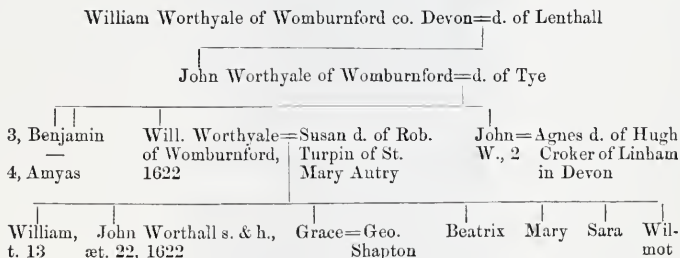 William Worthyale of Womburnford co. Devon=d. of Lenthall
John Worthyale of Womburnford=d. of Tye
3, Benjamin
—
4, Amyas
Will. Worthyale=Susan d. of Rob.
of Womburnford, Turpin of St.
1622 Mary Autry
John=Agnes d. of Hugh
W., 2 Croker of Linham
in Devon
William,
t. 13
John Worthall s. & h.,
æt. 22, 1622
Grace=Geo.
Shapton
Beatrix
Mary
Sara
Wil-
mot